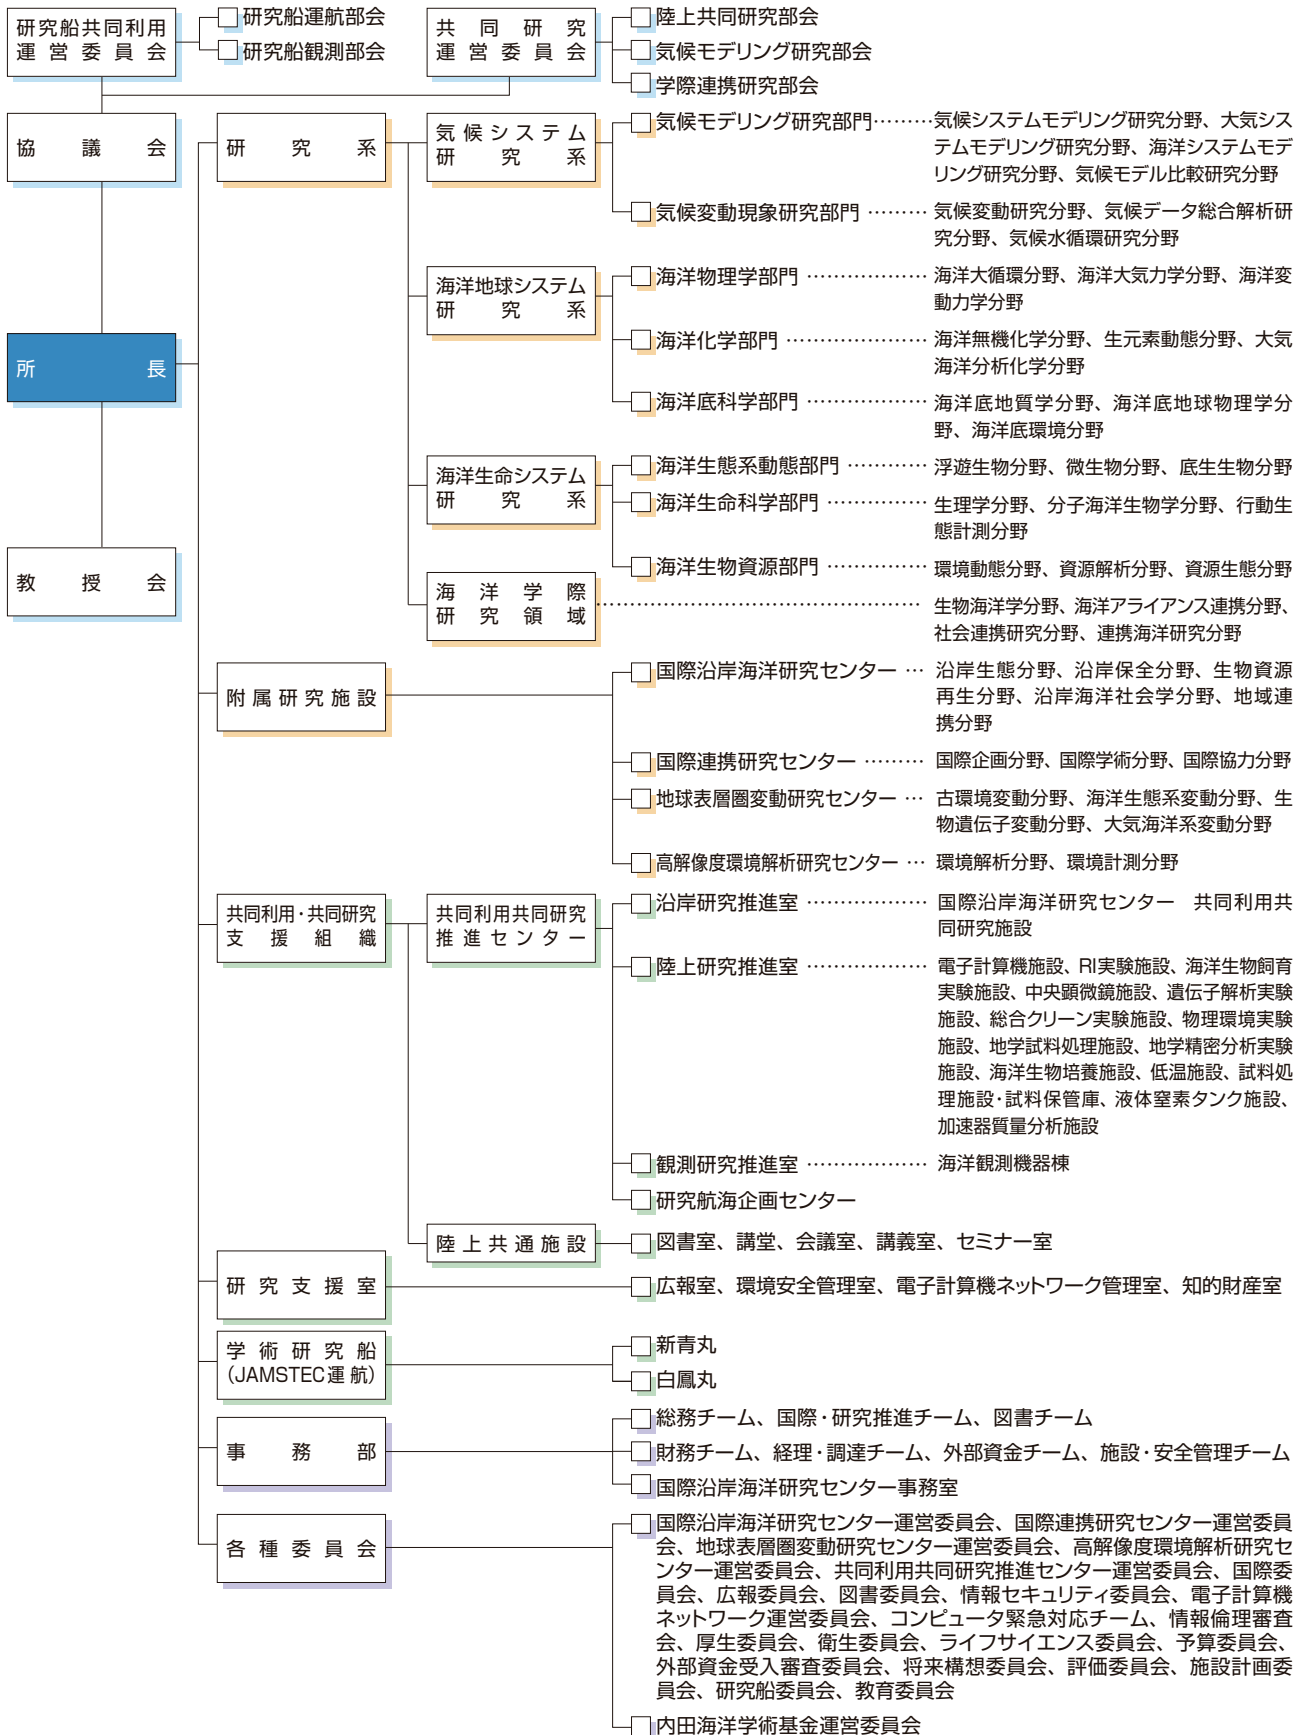 研究船共同利用
運営委員会
研究船運航部会
研究船観測部会
共同研究
運営委員会
陸上共同研究部会
気候モデリング研究部会
学際連携研究部会
協議会
所長
教授会
研究系
気候システム
研究系
気候モデリング研究部門………気候システムモデリング研究分野、大気シス
テムモデリング研究分野、海洋システムモデ
リング研究分野、気候モデル比較研究分野
気候変動現象研究部門………気候変動研究分野、気候データ総合解析研
究分野、気候水循環研究分野
海洋地球システム
研究系
海洋物理学部門………………海洋大循環分野、海洋大気力学分野、海洋変
動力学分野
海洋化学部門…………………海洋無機化学分野、生元素動態分野、大気
海洋分析化学分野
海洋底科学部門………………海洋底地質学分野、海洋底地球物理学分
野、海洋底環境分野
海洋生命システム
研究系
海洋生態系動態部門…………浮遊生物分野、微生物分野、底生生物分野
海洋生命科学部門……………生理学分野、分子海洋生物学分野、行動生
態計測分野
海洋生物資源部門……………環境動態分野、資源解析分野、資源生態分野
海洋学際
研究領域
生物海洋学分野、海洋アライアンス連携分野、
社会連携研究分野、連携海洋研究分野
附属研究施設
国際沿岸海洋研究センター…沿岸生態分野、沿岸保全分野、生物資源
再生分野、沿岸海洋社会学分野、地域連
携分野
国際連携研究センター………国際企画分野、国際学術分野、国際協力分野
地球表層圏変動研究センター…古環境変動分野、海洋生態系変動分野、生
物遺伝子変動分野、大気海洋系変動分野
高解像度環境解析研究センター…環境解析分野、環境計測分野
共同利用・共同研究
支援組織
共同利用共同研究
推進センター
沿岸研究推進室………………国際沿岸海洋研究センター　共同利用共
同研究施設
陸上研究推進室………………電子計算機施設、RI実験施設、海洋生物飼育
実験施設、中央顕微鏡施設、遺伝子解析実験
施設、総合クリーン実験施設、物理環境実験
施設、地学試料処理施設、地学精密分析実験
施設、海洋生物培養施設、低温施設、試料処
理施設・試料保管庫、液体窒素タンク施設、
加速器質量分析施設
観測研究推進室………………海洋観測機器棟
研究航海企画センター
陸上共通施設
図書室、講堂、会議室、講義室、セミナー室
研究支援室
広報室、環境安全管理室、電子計算機ネットワーク管理室、知的財産室
学術研究船
（JAMSTEC運航）
新青丸
白鳳丸
事務部
総務チーム、国際・研究推進チーム、図書チーム
財務チーム、経理・調達チーム、外部資金チーム、施設・安全管理チーム
国際沿岸海洋研究センター事務室
各種委員会
国際沿岸海洋研究センター運営委員会、国際連携研究センター運営委員
会、地球表層圏変動研究センター運営委員会、高解像度環境解析研究セ
ンター運営委員会、共同利用共同研究推進センター運営委員会、国際委
員会、広報委員会、図書委員会、情報セキュリティ委員会、電子計算機
ネットワーク運営委員会、コンピュータ緊急対応チーム、情報倫理審査
会、厚生委員会、衛生委員会、ライフサイエンス委員会、予算委員会、
外部資金受入審査委員会、将来構想委員会、評価委員会、施設計画委
員会、研究船委員会、教育委員会
内田海洋学術基金運営委員会